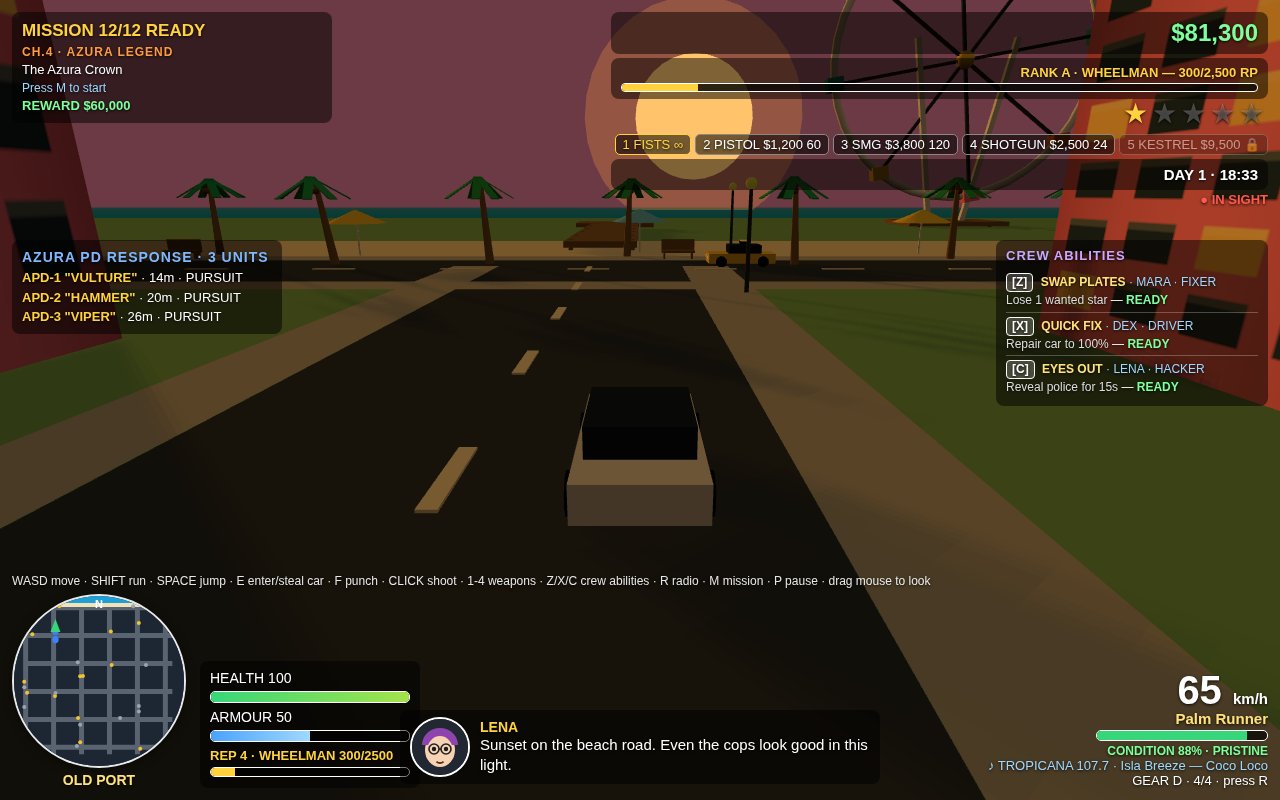 MISSION 12/12 READY
CH.4 · AZURA LEGEND
The Azura Crown
Press M to start
REWARD $60,000
$81,300
RANK A · WHEELMAN — 300/2,500 RP
★★★★★
1 FISTS ∞ 2 PISTOL $1,200 60 3 SMG $3,800 120 4 SHOTGUN $2,500 24 5 KESTREL $9,500 🔒
DAY 1 · 18:33
● IN SIGHT
AZURA PD RESPONSE · 3 UNITS
APD-1 "VULTURE" · 14m · PURSUIT
APD-2 "HAMMER" · 20m · PURSUIT
APD-3 "VIPER" · 26m · PURSUIT
CREW ABILITIES
[Z] SWAP PLATES · MARA · FIXER
Lose 1 wanted star — READY
[X] QUICK FIX · DEX · DRIVER
Repair car to 100% — READY
[C] EYES OUT · LENA · HACKER
Reveal police for 15s — READY
WASD move · SHIFT run · SPACE jump · E enter/steal car · F punch · CLICK shoot · 1-4 weapons · Z/X/C crew abilities · R radio · M mission · P pause · drag mouse to look
N
OLD PORT
HEALTH 100
ARMOUR 50
REP 4 · WHEELMAN 300/2500
LENA
Sunset on the beach road. Even the cops look good in this
light.
65 km/h
Palm Runner
CONDITION 88% · PRISTINE
♪ TROPICANA 107.7 · Isla Breeze — Coco Loco
GEAR D · 4/4 · press R